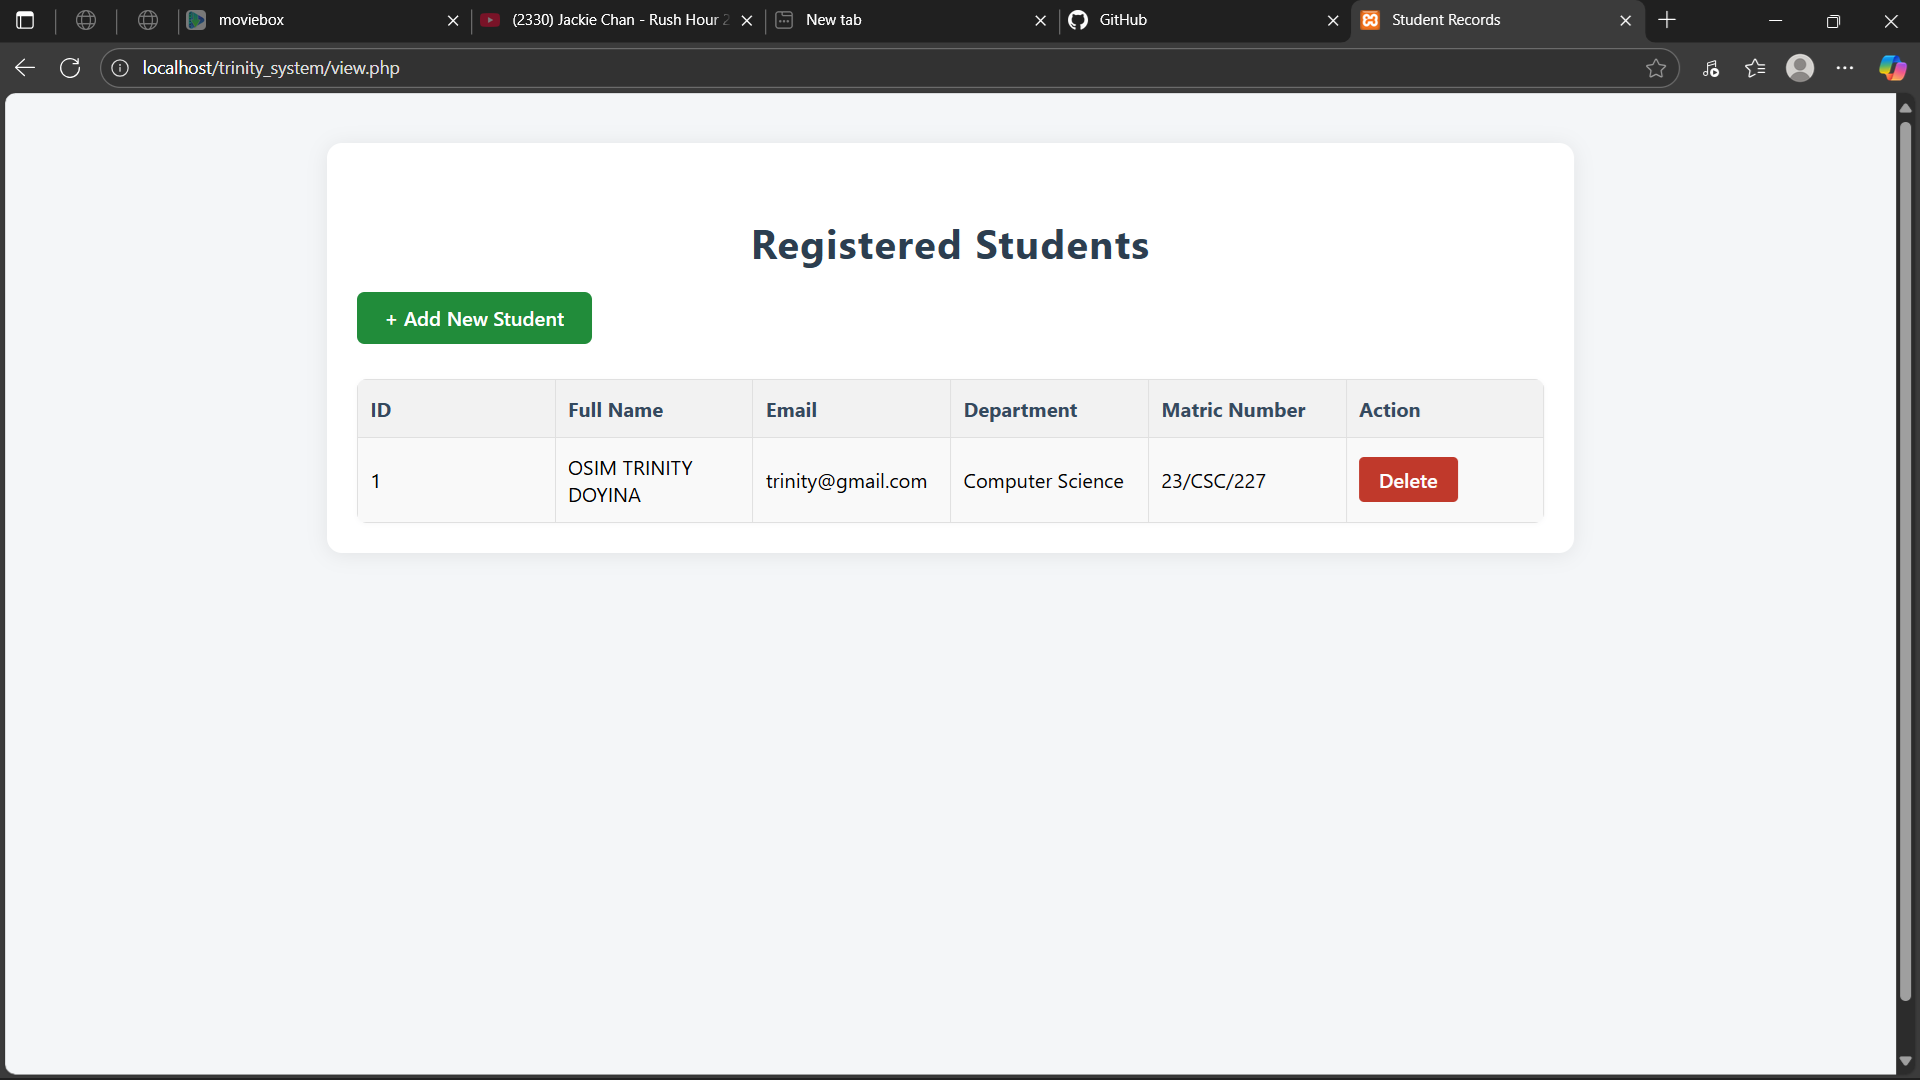 moviebox
(2330) Jackie Chan - Rush Hour 2
New tab
GitHub
Student Records
localhost/trinity_system/view.php
Registered Students
+ Add New Student
ID Full Name Email Department Matric Number Action
1 OSIM TRINITY DOYINA trinity@gmail.com Computer Science 23/CSC/227 Delete